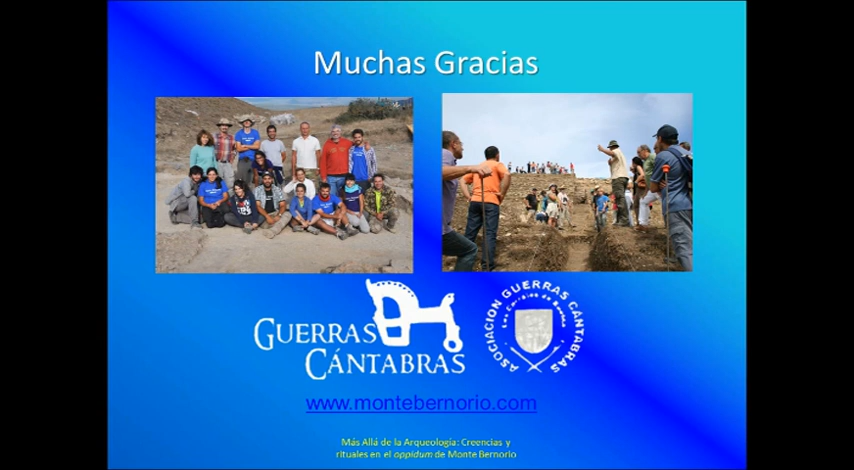 Muchas Gracias
GUERRAS
CÁNTABRAS
ASOCIACION GUERRAS CÁNTABRAS
www.montebernorio.com
Más Allá de la Arqueología: Creencias y
rituales en el oppidum de Monte Bernorio